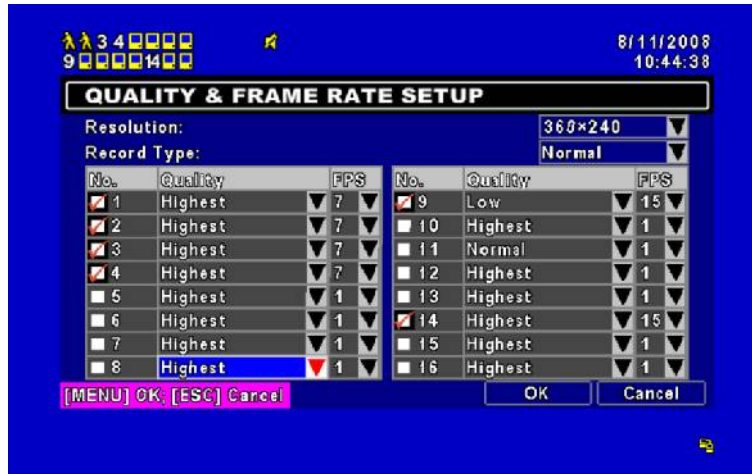 3 4
9 14
8/11/2008
10:44:38
QUALITY & FRAME RATE SETUP
Resolution: 360×240
Record Type: Normal
No. Quality FPS No. Quality FPS
1 Highest 7 9 Low 15
2 Highest 7 10 Highest 1
3 Highest 7 11 Normal 1
4 Highest 7 12 Highest 1
5 Highest 1 13 Highest 1
6 Highest 1 14 Highest 15
7 Highest 1 15 Highest 1
8 Highest 1 16 Highest 1
[MENU] OK; [ESC] Cancel OK Cancel